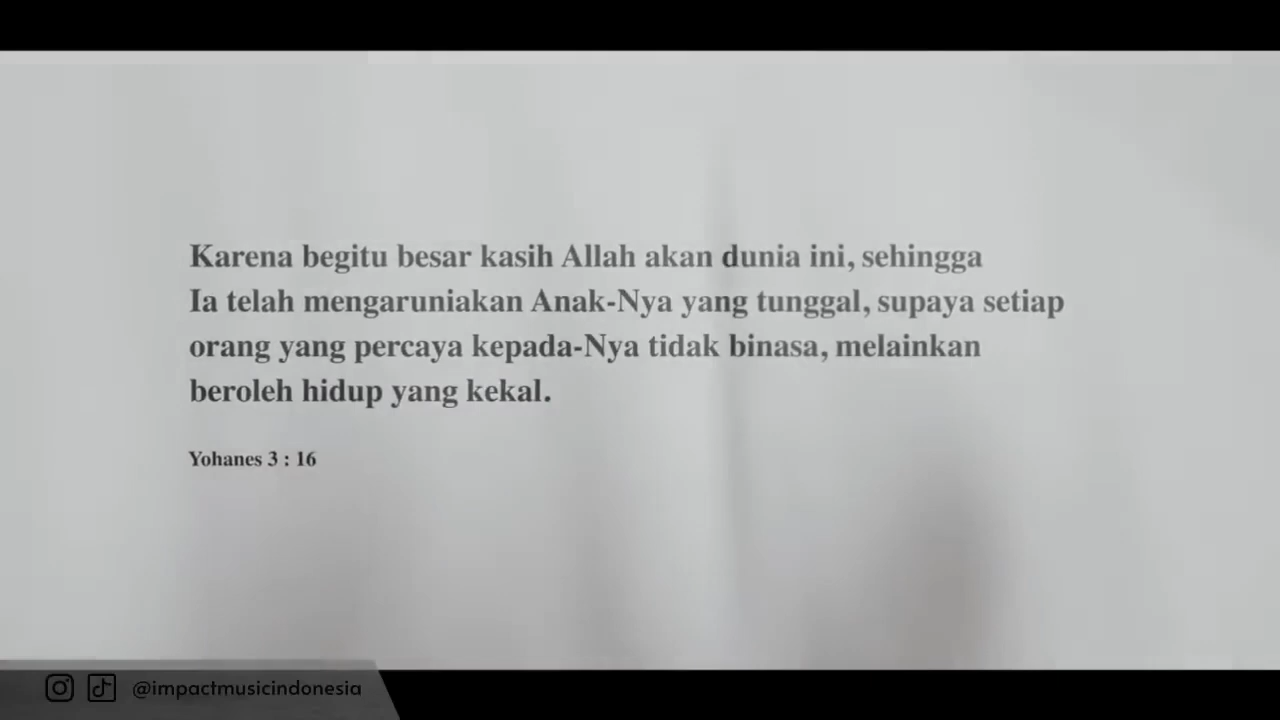 Karena begitu besar kasih Allah akan dunia ini, sehingga
Ia telah mengaruniakan Anak-Nya yang tunggal, supaya setiap
orang yang percaya kepada-Nya tidak binasa, melainkan
beroleh hidup yang kekal.
Yohanes 3 : 16
@impactmusicindonesia